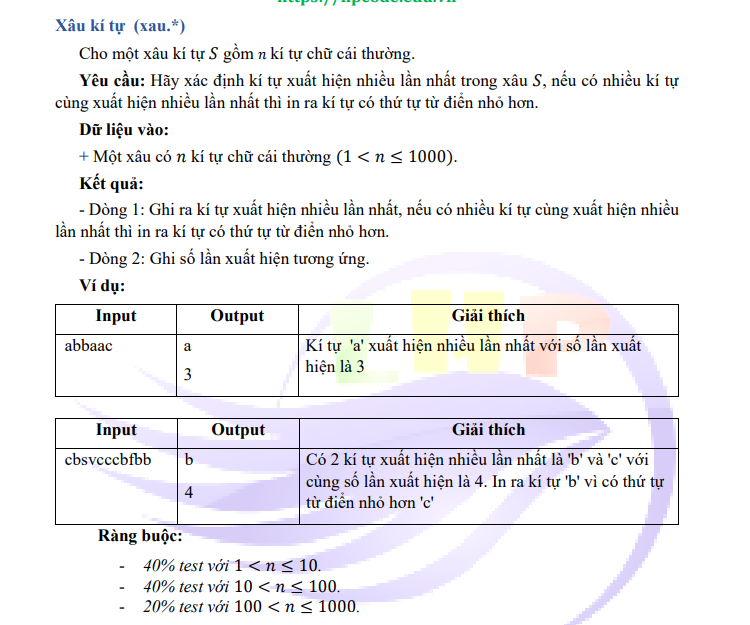 Xâu kí tự (xau.*)
Cho một xâu kí tự S gồm n kí tự chữ cái thường.
Yêu cầu: Hãy xác định kí tự xuất hiện nhiều lần nhất trong xâu S, nếu có nhiều kí tự
cùng xuất hiện nhiều lần nhất thì in ra kí tự có thứ tự từ điển nhỏ hơn.
Dữ liệu vào:
+ Một xâu có n kí tự chữ cái thường (1 < n ≤ 1000).
Kết quả:
- Dòng 1: Ghi ra kí tự xuất hiện nhiều lần nhất, nếu có nhiều kí tự cùng xuất hiện nhiều
lần nhất thì in ra kí tự có thứ tự từ điển nhỏ hơn.
- Dòng 2: Ghi số lần xuất hiện tương ứng.
Ví dụ:
Input Output Giải thích
abbaac a Kí tự 'a' xuất hiện nhiều lần nhất với số lần xuất
3 hiện là 3
Input Output Giải thích
cbsvcccbfbb b Có 2 kí tự xuất hiện nhiều lần nhất là 'b' và 'c' với
4 cùng số lần xuất hiện là 4. In ra kí tự 'b' vì có thứ tự
từ điển nhỏ hơn 'c'
Ràng buộc:
- 40% test với 1 < n ≤ 10.
- 40% test với 10 < n ≤ 100.
- 20% test với 100 < n ≤ 1000.
LHP